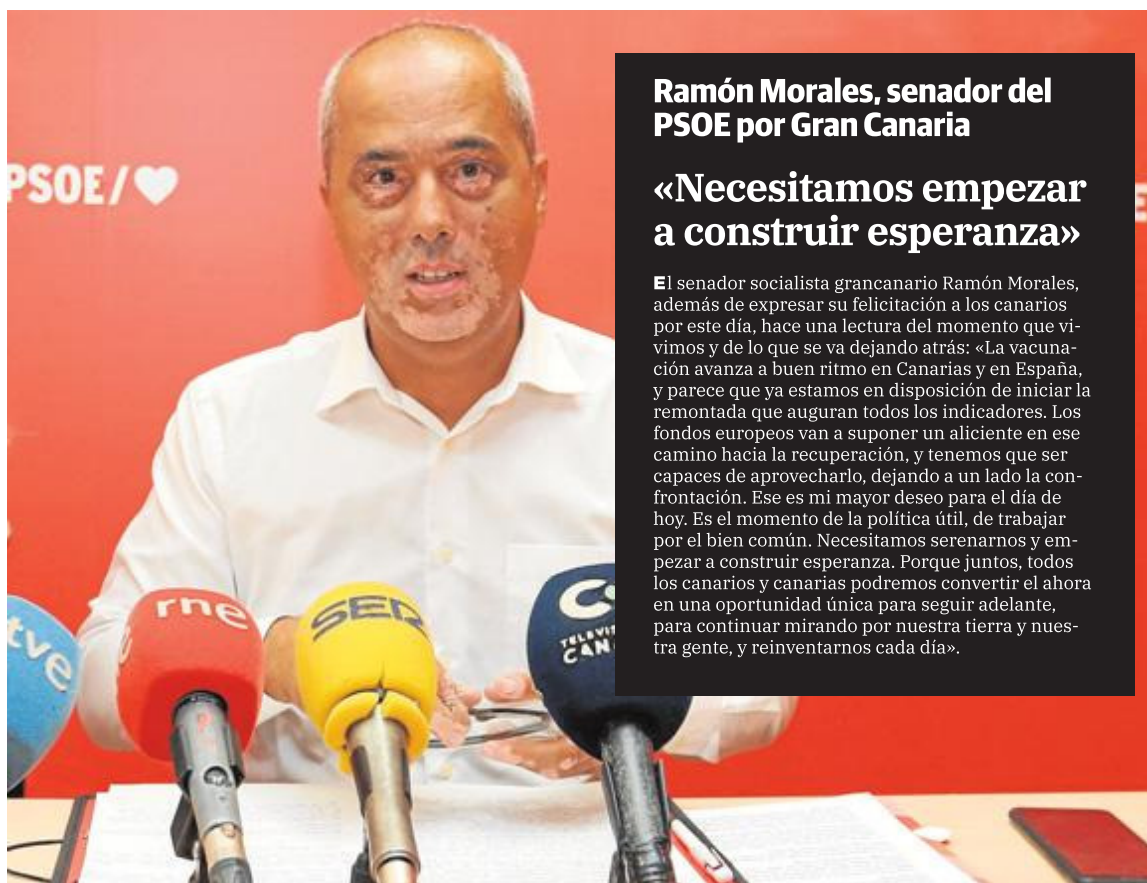 PSOE/
Ramón Morales, senador del
PSOE por Gran Canaria
«Necesitamos empezar
a construir esperanza»
El senador socialista grancanario Ramón Morales,
además de expresar su felicitación a los canarios
por este día, hace una lectura del momento que vi-
vimos y de lo que se va dejando atrás: «La vacuna-
ción avanza a buen ritmo en Canarias y en España,
y parece que ya estamos en disposición de iniciar la
remontada que auguran todos los indicadores. Los
fondos europeos van a suponer un aliciente en ese
camino hacia la recuperación, y tenemos que ser
capaces de aprovecharlo, dejando a un lado la con-
frontación. Ese es mi mayor deseo para el día de
hoy. Es el momento de la política útil, de trabajar
por el bien común. Necesitamos serenarnos y em-
pezar a construir esperanza. Porque juntos, todos
los canarios y canarias podremos convertir el ahora
en una oportunidad única para seguir adelante,
para continuar mirando por nuestra tierra y nues-
tra gente, y reinventarnos cada día».
tve
rne
SER